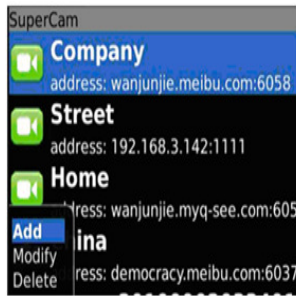 SuperCam
Company
address: wanjunjie.meibu.com:6058
Street
address: 192.168.3.142:1111
Home
ress: wanjunjie.myq-see.com:605
Add
ina
Modify
ress: democracy.meibu.com:6037
Delete